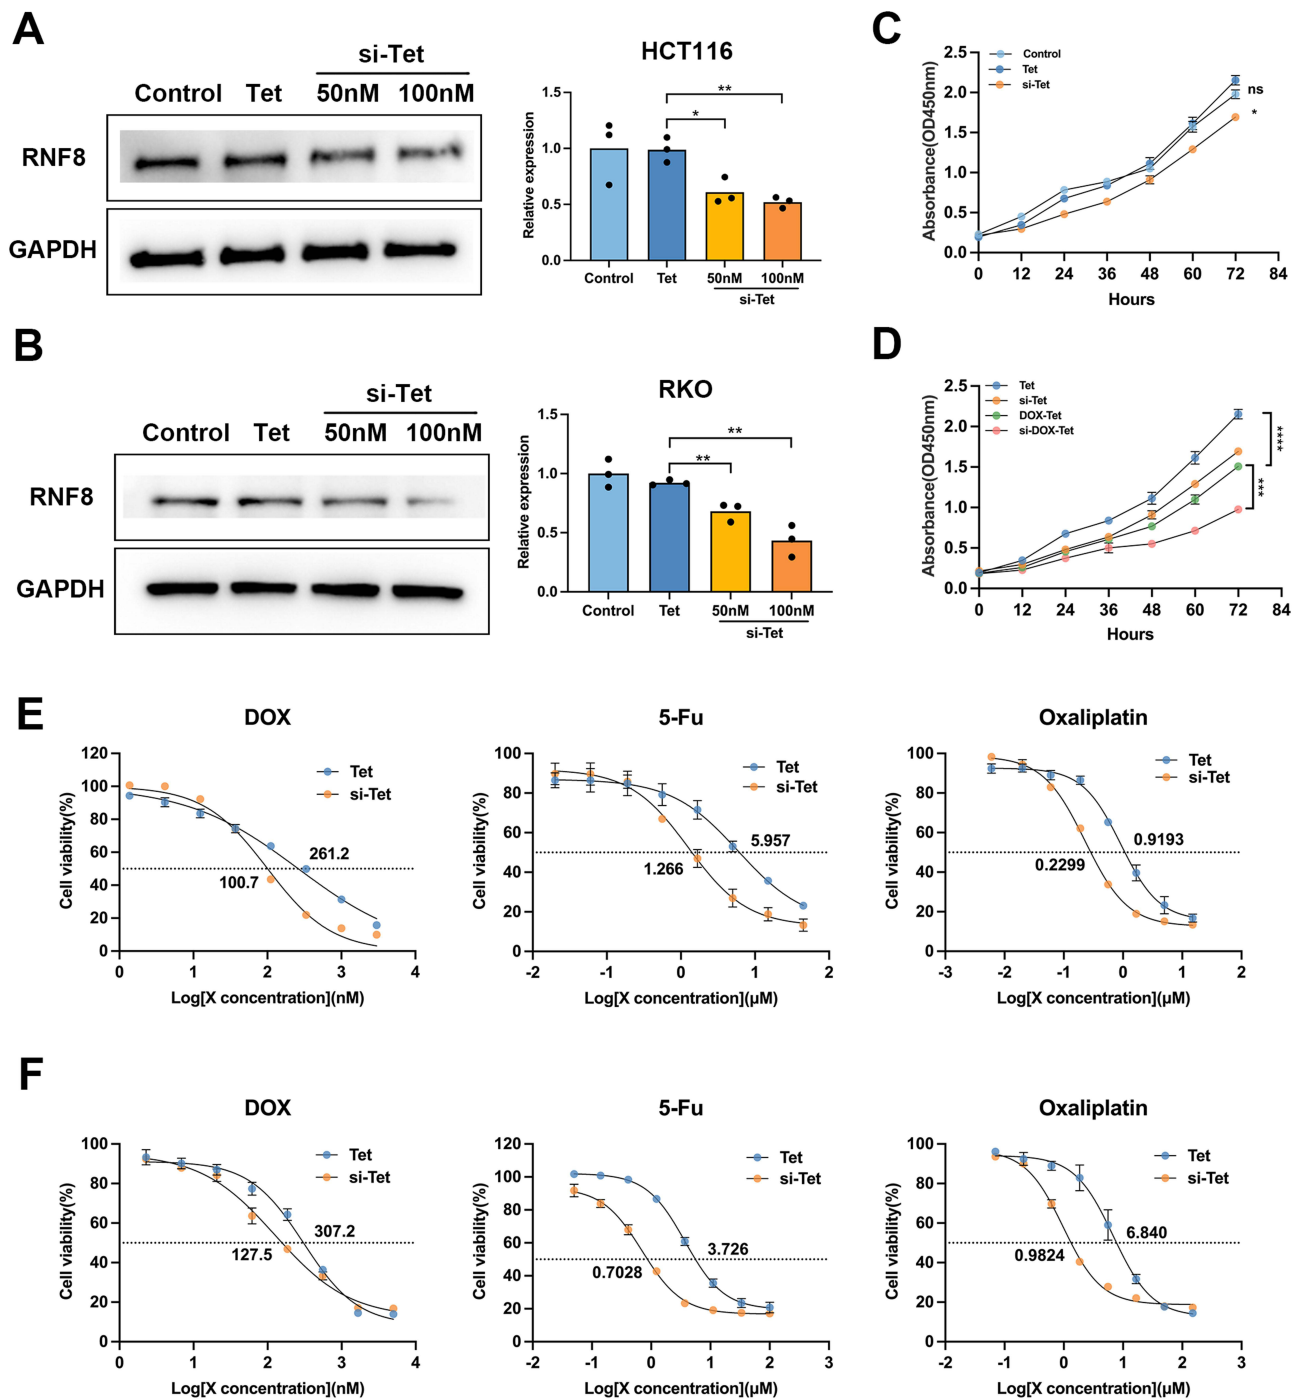 A
si-Tet
Control Tet 50nM 100nM
RNF8
GAPDH
HCT116
Relative expression
1.5
1.0
0.5
0.0
** 
*
Control Tet 50nM 100nM
si-Tet
C
Absorbance(OD450nm)
2.5
2.0
1.5
1.0
0.5
0.0
Control
Tet
si-Tet
ns
*
0 12 24 36 48 60 72 84
Hours
B
si-Tet
Control Tet 50nM 100nM
RNF8
GAPDH
RKO
Relative expression
1.5
1.0
0.5
0.0
**
**
Control Tet 50nM 100nM
si-Tet
D
Absorbance(OD450nm)
2.5
2.0
1.5
1.0
0.5
0.0
Tet
si-Tet
DOX-Tet
si-DOX-Tet
****
***
0 12 24 36 48 60 72 84
Hours
E
DOX
Cell viability(%)
120
100
80
60
40
20
0
Tet
si-Tet
261.2
100.7
0 1 2 3 4
Log[X concentration](nM)
5-Fu
Cell viability(%)
100
80
60
40
20
0
Tet
si-Tet
5.957
1.266
-2 -1 0 1 2
Log[X concentration](μM)
Oxaliplatin
Cell viability(%)
100
80
60
40
20
0
Tet
si-Tet
0.9193
0.2299
-3 -2 -1 0 1 2
Log[X concentration](μM)
F
DOX
Cell viability(%)
100
80
60
40
20
0
Tet
si-Tet
307.2
127.5
0 1 2 3 4
Log[X concentration](nM)
5-Fu
Cell viability(%)
120
100
80
60
40
20
0
Tet
si-Tet
3.726
0.7028
-2 -1 0 1 2 3
Log[X concentration](μM)
Oxaliplatin
Cell viability(%)
100
80
60
40
20
0
Tet
si-Tet
6.840
0.9824
-2 -1 0 1 2 3
Log[X concentration](μM)